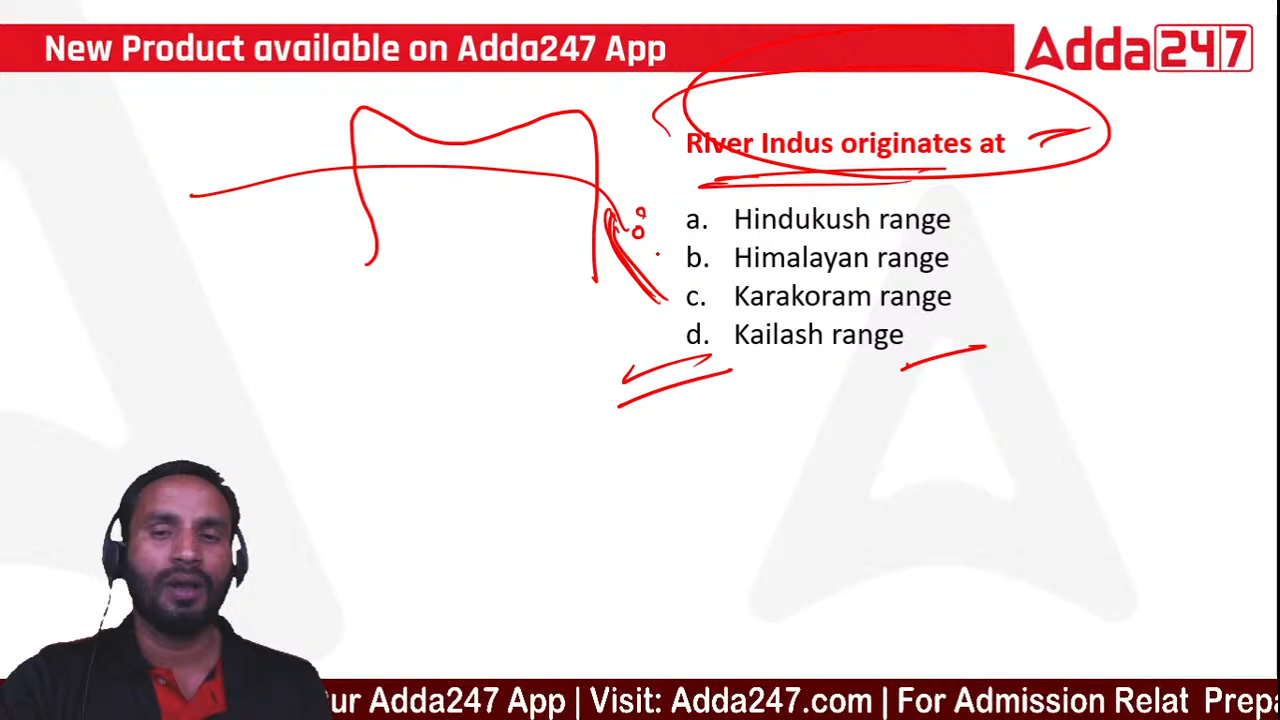 New Product available on Adda247 App
Adda247
River Indus originates at
a. Hindukush range
b. Himalayan range
c. Karakoram range
d. Kailash range
ur Adda247 App | Visit: Adda247.com | For Admission Relat Prepa